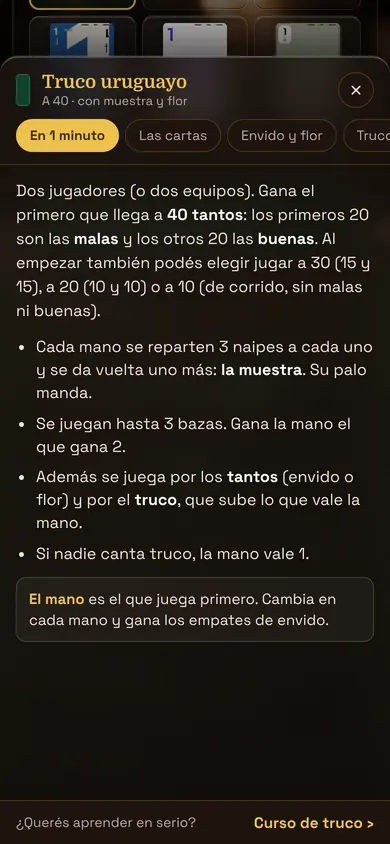 1
1
1
Truco uruguayo
A 40 · con muestra y flor
×
En 1 minuto
Las cartas
Envido y flor
Truco
Dos jugadores (o dos equipos). Gana el
primero que llega a 40 tantos: los primeros 20
son las malas y los otros 20 las buenas. Al
empezar también podés elegir jugar a 30 (15 y
15), a 20 (10 y 10) o a 10 (de corrido, sin malas
ni buenas).
• Cada mano se reparten 3 naipes a cada uno
y se da vuelta uno más: la muestra. Su palo
manda.
• Se juegan hasta 3 bazas. Gana la mano el
que gana 2.
• Además se juega por los tantos (envido o
flor) y por el truco, que sube lo que vale la
mano.
• Si nadie canta truco, la mano vale 1.
El mano es el que juega primero. Cambia en
cada mano y gana los empates de envido.
¿Querés aprender en serio?
Curso de truco >